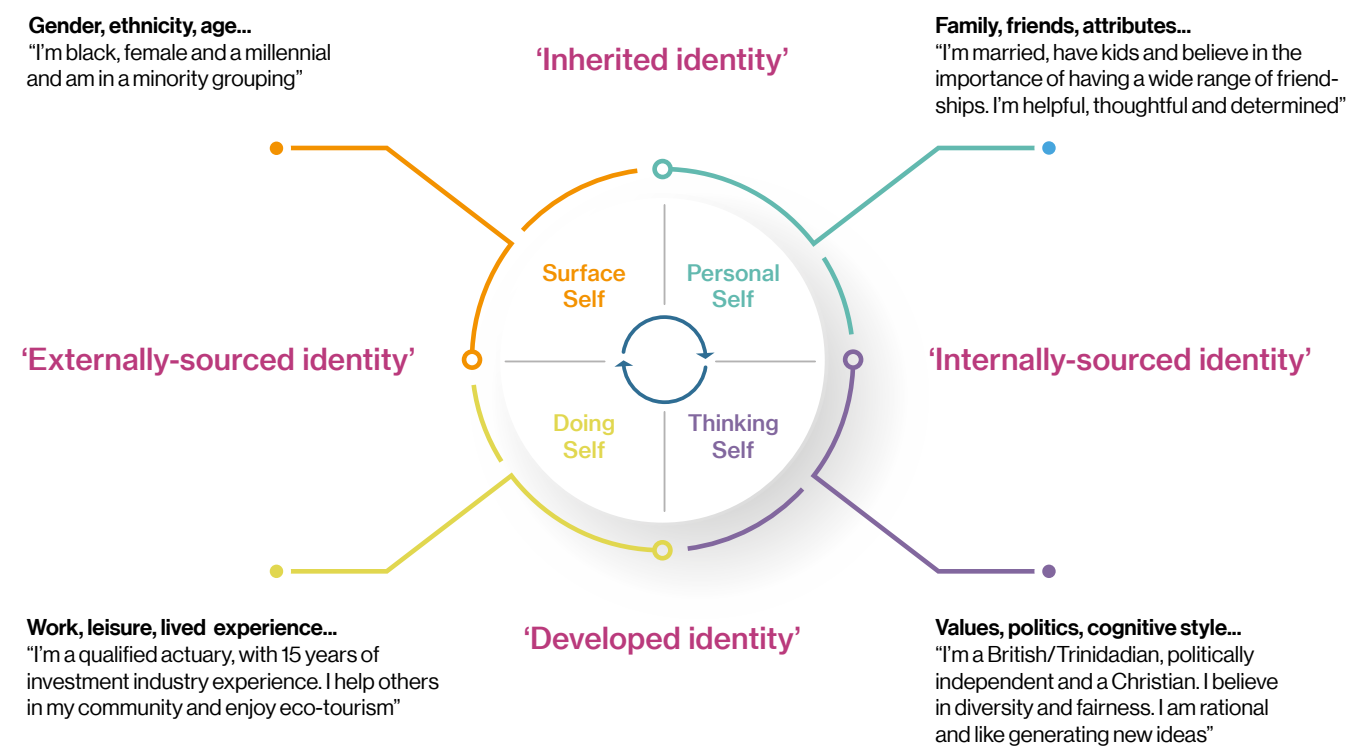 Gender, ethnicity, age...
“I’m black, female and a millennial
and am in a minority grouping”
‘Inherited identity’
Family, friends, attributes...
“I’m married, have kids and believe in the
importance of having a wide range of friend-
ships. I’m helpful, thoughtful and determined”
Surface
Self
Personal
Self
‘Externally-sourced identity’
‘Internally-sourced identity’
Doing
Self
Thinking
Self
Work, leisure, lived  experience...
“I’m a qualified actuary, with 15 years of
investment industry experience. I help others
in my community and enjoy eco-tourism”
‘Developed identity’
Values, politics, cognitive style...
“I’m a British/Trinidadian, politically
independent and a Christian. I believe
in diversity and fairness. I am rational
and like generating new ideas”